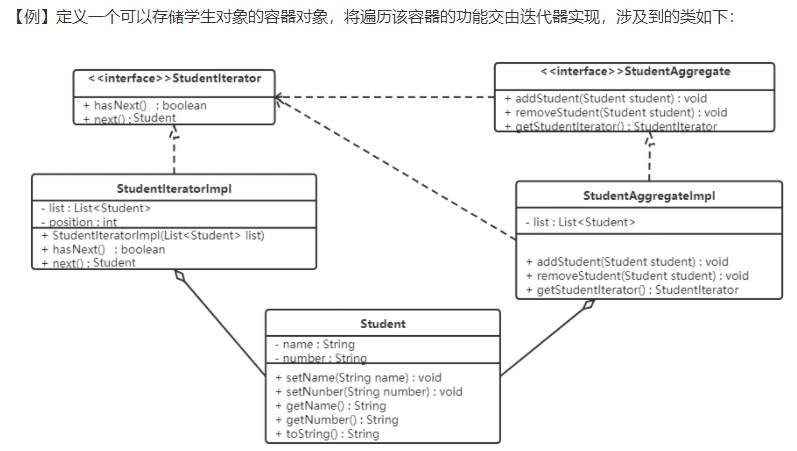 【例】定义一个可以存储学生对象的容器对象，将遍历该容器的功能交由迭代器实现，涉及到的类如下：
<<interface>>StudentIterator
+ hasNext() : boolean
+ next() : Student
<<interface>>StudentAggregate
+ addStudent(Student student) : void
+ removeStudent(Student student) : void
+ getStudentIterator() : StudentIterator
StudentIteratorImpl
- list : List<Student>
- position : int
+ StudentIteratorImpl(List<Student> list)
+ hasNext() : boolean
+ next() : Student
StudentAggregateImpl
- list : List<Student>
+ addStudent(Student student) : void
+ removeStudent(Student student) : void
+ getStudentIterator() : StudentIterator
Student
- name : String
- number : String
+ setName(String name) : void
+ setNunber(String number) : void
+ getName() : String
+ getNumber() : String
+ toString() : String